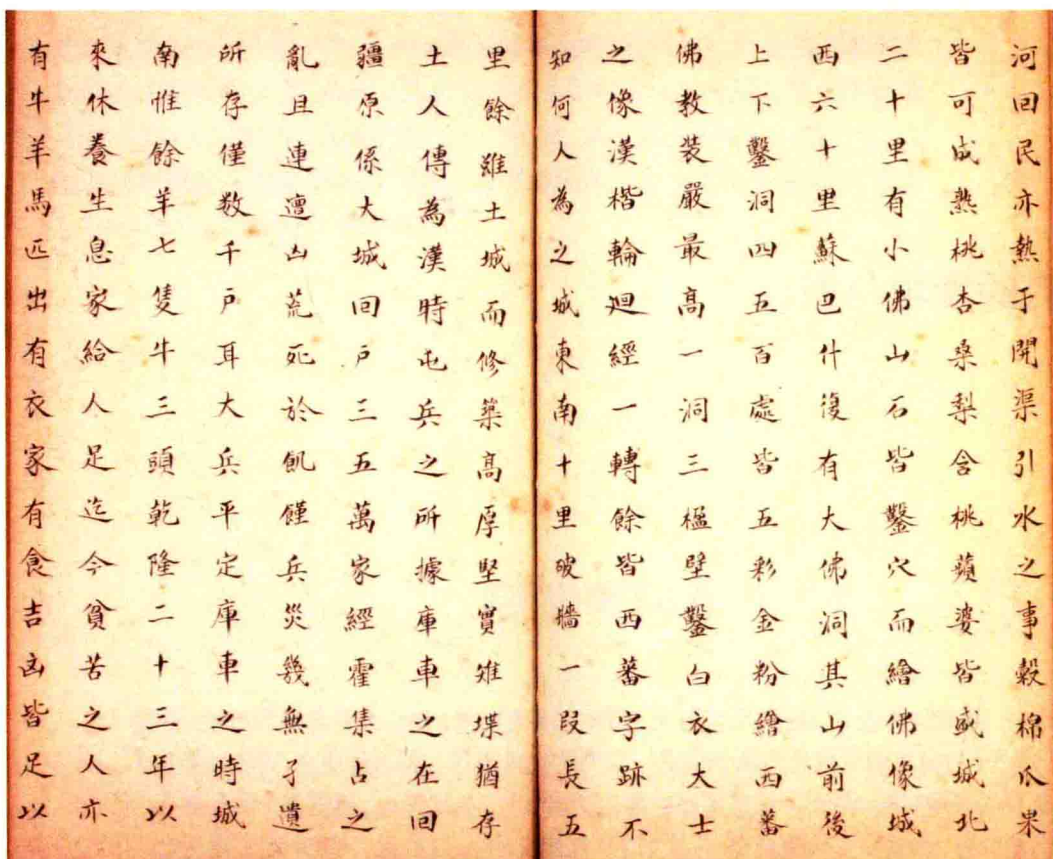 河回民亦熱于開渠引水之事穀棉瓜果
皆可成熟桃杏桑梨含桃蘋婆皆盛城北
二十里有小佛山石皆鑿穴而繪佛像城
西六十里蘇巴什復有大佛洞其山前後
上下鑿洞四五百處皆五彩金粉繪西蕃
佛教裝嚴最高一洞三楹壁鑿白衣大士
之像漢楷輪廻經一轉餘皆西蕃字跡不
知何人為之城東南十里破牆一段長五
里餘雖土城而修築高厚堅實雉堞猶存
土人傳為漢時屯兵之所據庫車之在回
疆原係大城回戶三五萬家經霍集占之
亂且連遭凶荒死於飢饉兵災幾無孑遺
所存僅数千戶耳大兵平定庫車之時城
南惟餘羊七隻牛三頭乾隆二十三年以
來休養生息家給人足迄今貧苦之人亦
有牛羊馬匹出有衣家有食吉凶皆足以